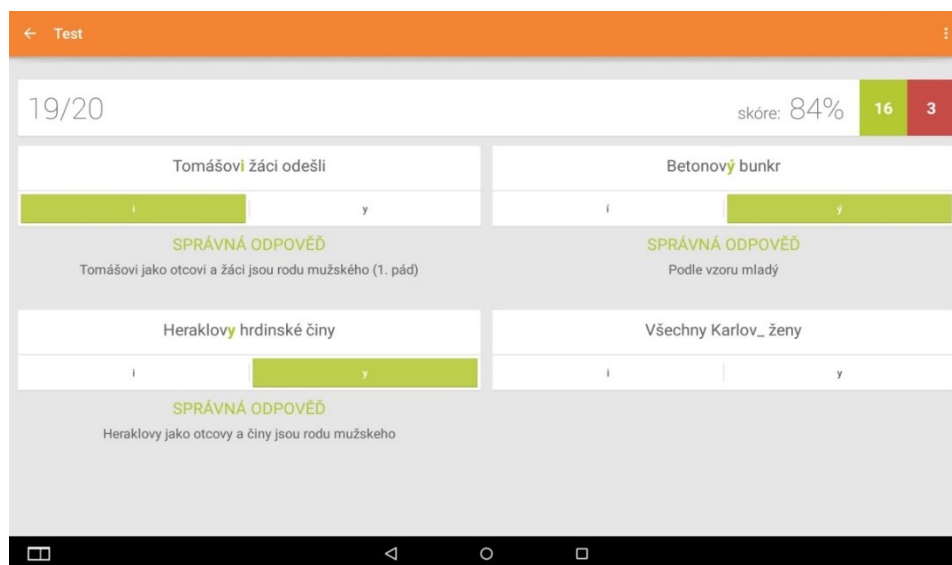 Test
19/20
skóre: 84%
16
3
Tomášovi žáci odešli
i
y
SPRÁVNÁ ODPOVĚĎ
Tomášovi jako otcovi a žáci jsou rodu mužského (1. pád)
Betonový bunkr
í
ý
SPRÁVNÁ ODPOVĚĎ
Podle vzoru mladý
Heraklovy hrdinské činy
i
y
SPRÁVNÁ ODPOVĚĎ
Heraklovy jako otcovy a činy jsou rodu mužskeho
Všechny Karlov_ ženy
i
y